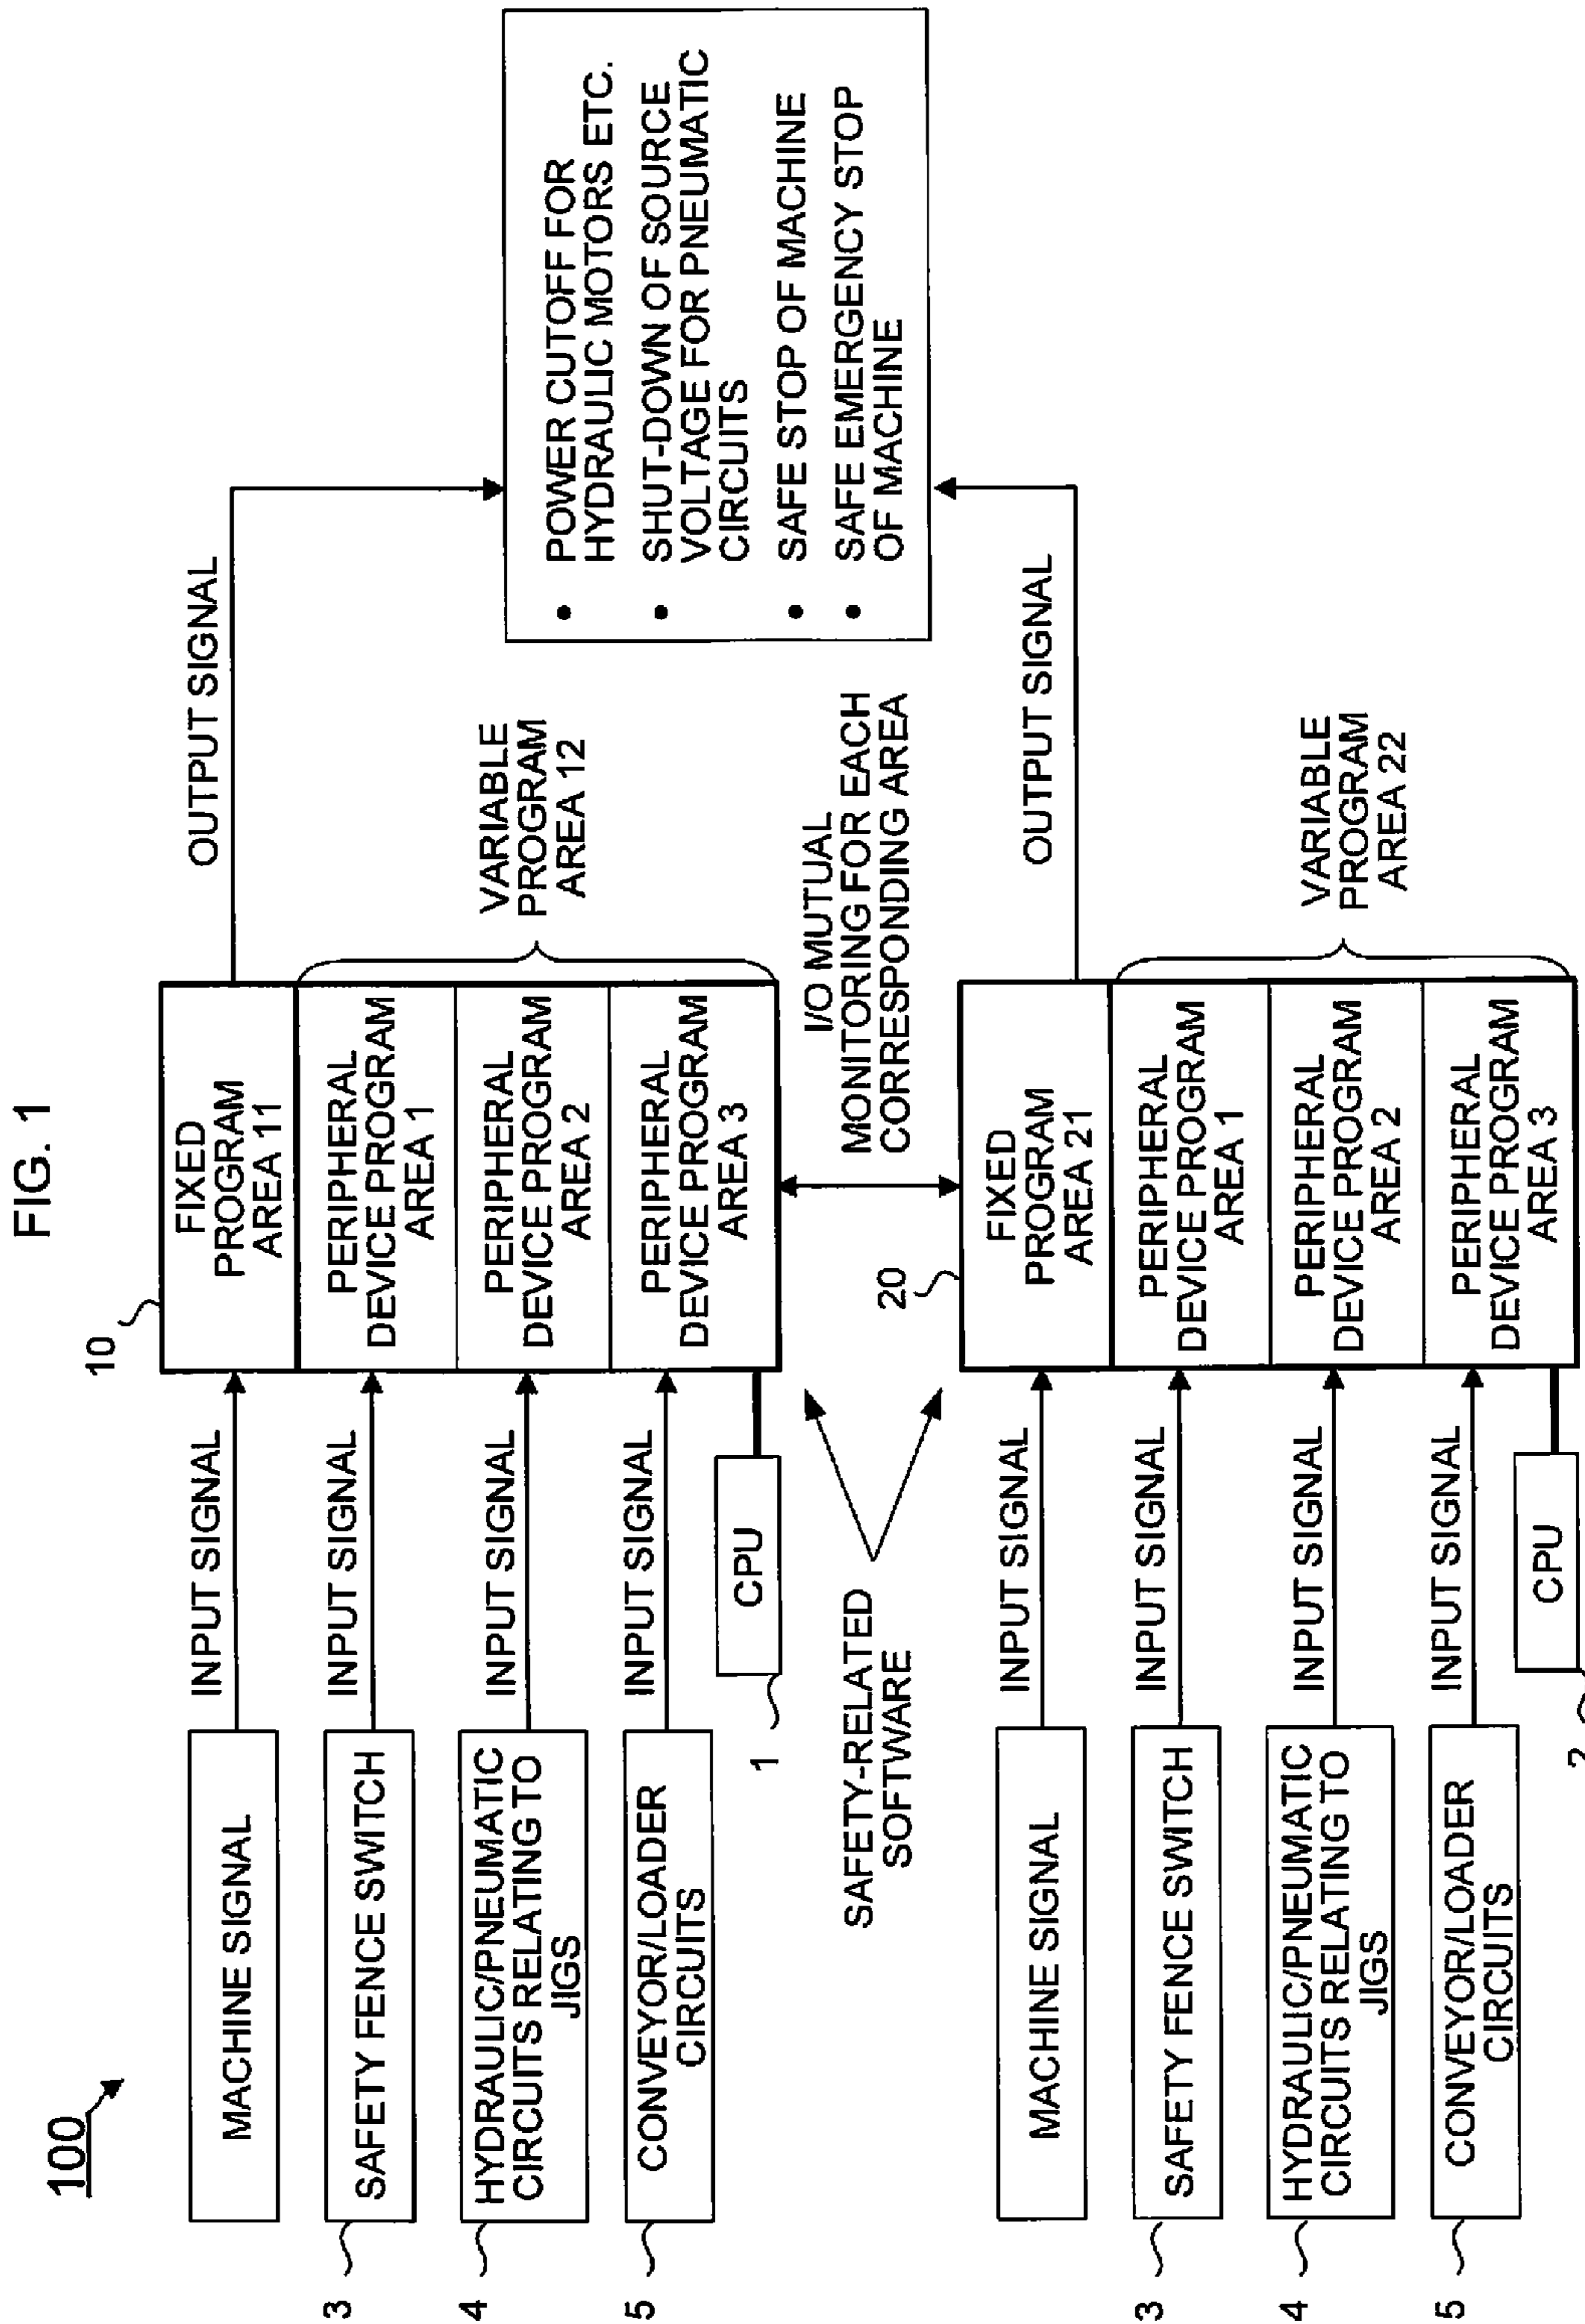 FIG. 1
100
MACHINE SIGNAL
INPUT SIGNAL
10
FIXED
PROGRAM
AREA 11
OUTPUT SIGNAL
3
SAFETY FENCE SWITCH
INPUT SIGNAL
PERIPHERAL
DEVICE PROGRAM
AREA 1
4
HYDRAULIC/PNEUMATIC
CIRCUITS RELATING TO
JIGS
INPUT SIGNAL
PERIPHERAL
DEVICE PROGRAM
AREA 2
VARIABLE
PROGRAM
AREA 12
5
CONVEYOR/LOADER
CIRCUITS
INPUT SIGNAL
PERIPHERAL
DEVICE PROGRAM
AREA 3
1
CPU
• POWER CUTOFF FOR
HYDRAULIC MOTORS ETC.
• SHUT-DOWN OF SOURCE
VOLTAGE FOR PNEUMATIC
CIRCUITS
• SAFE STOP OF MACHINE
• SAFE EMERGENCY STOP
OF MACHINE
SAFETY-RELATED
SOFTWARE
I/O MUTUAL
MONITORING FOR EACH
CORRESPONDING AREA
MACHINE SIGNAL
INPUT SIGNAL
20
FIXED
PROGRAM
AREA 21
OUTPUT SIGNAL
3
SAFETY FENCE SWITCH
INPUT SIGNAL
PERIPHERAL
DEVICE PROGRAM
AREA 1
4
HYDRAULIC/PNEUMATIC
CIRCUITS RELATING TO
JIGS
INPUT SIGNAL
PERIPHERAL
DEVICE PROGRAM
AREA 2
VARIABLE
PROGRAM
AREA 22
5
CONVEYOR/LOADER
CIRCUITS
INPUT SIGNAL
PERIPHERAL
DEVICE PROGRAM
AREA 3
2
CPU